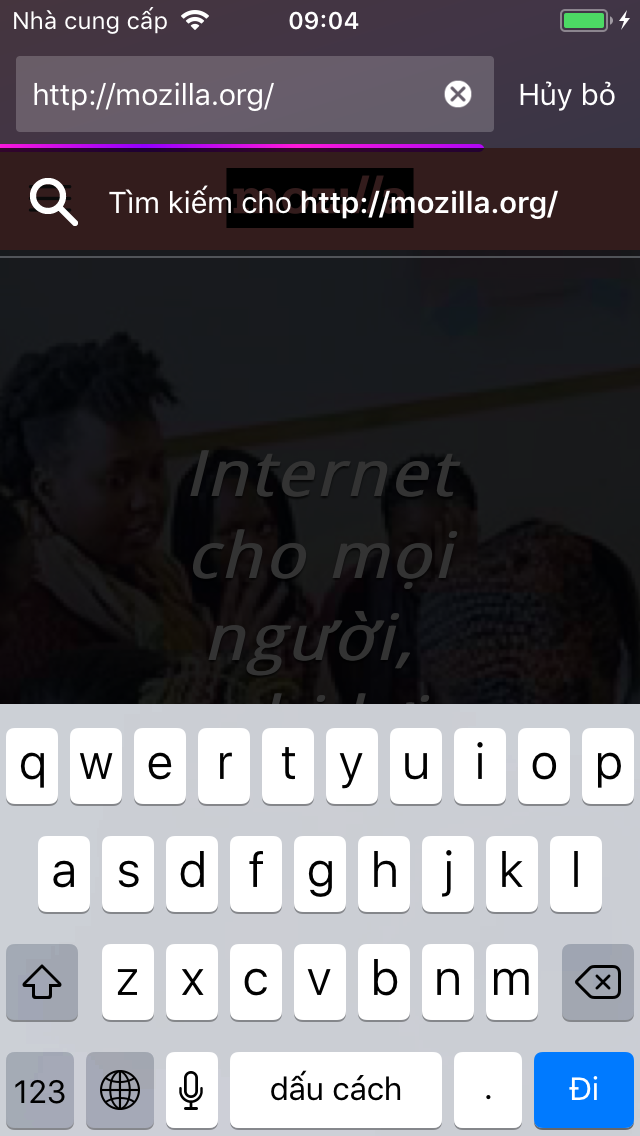 Nhà cung cấp 09:04
http://mozilla.org/ Hủy bỏ
Tìm kiếm cho http://mozilla.org/
Internet
cho mọi
người,
q w e r t y u i o p
a s d f g h j k l
z x c v b n m
123 dấu cách . Đi